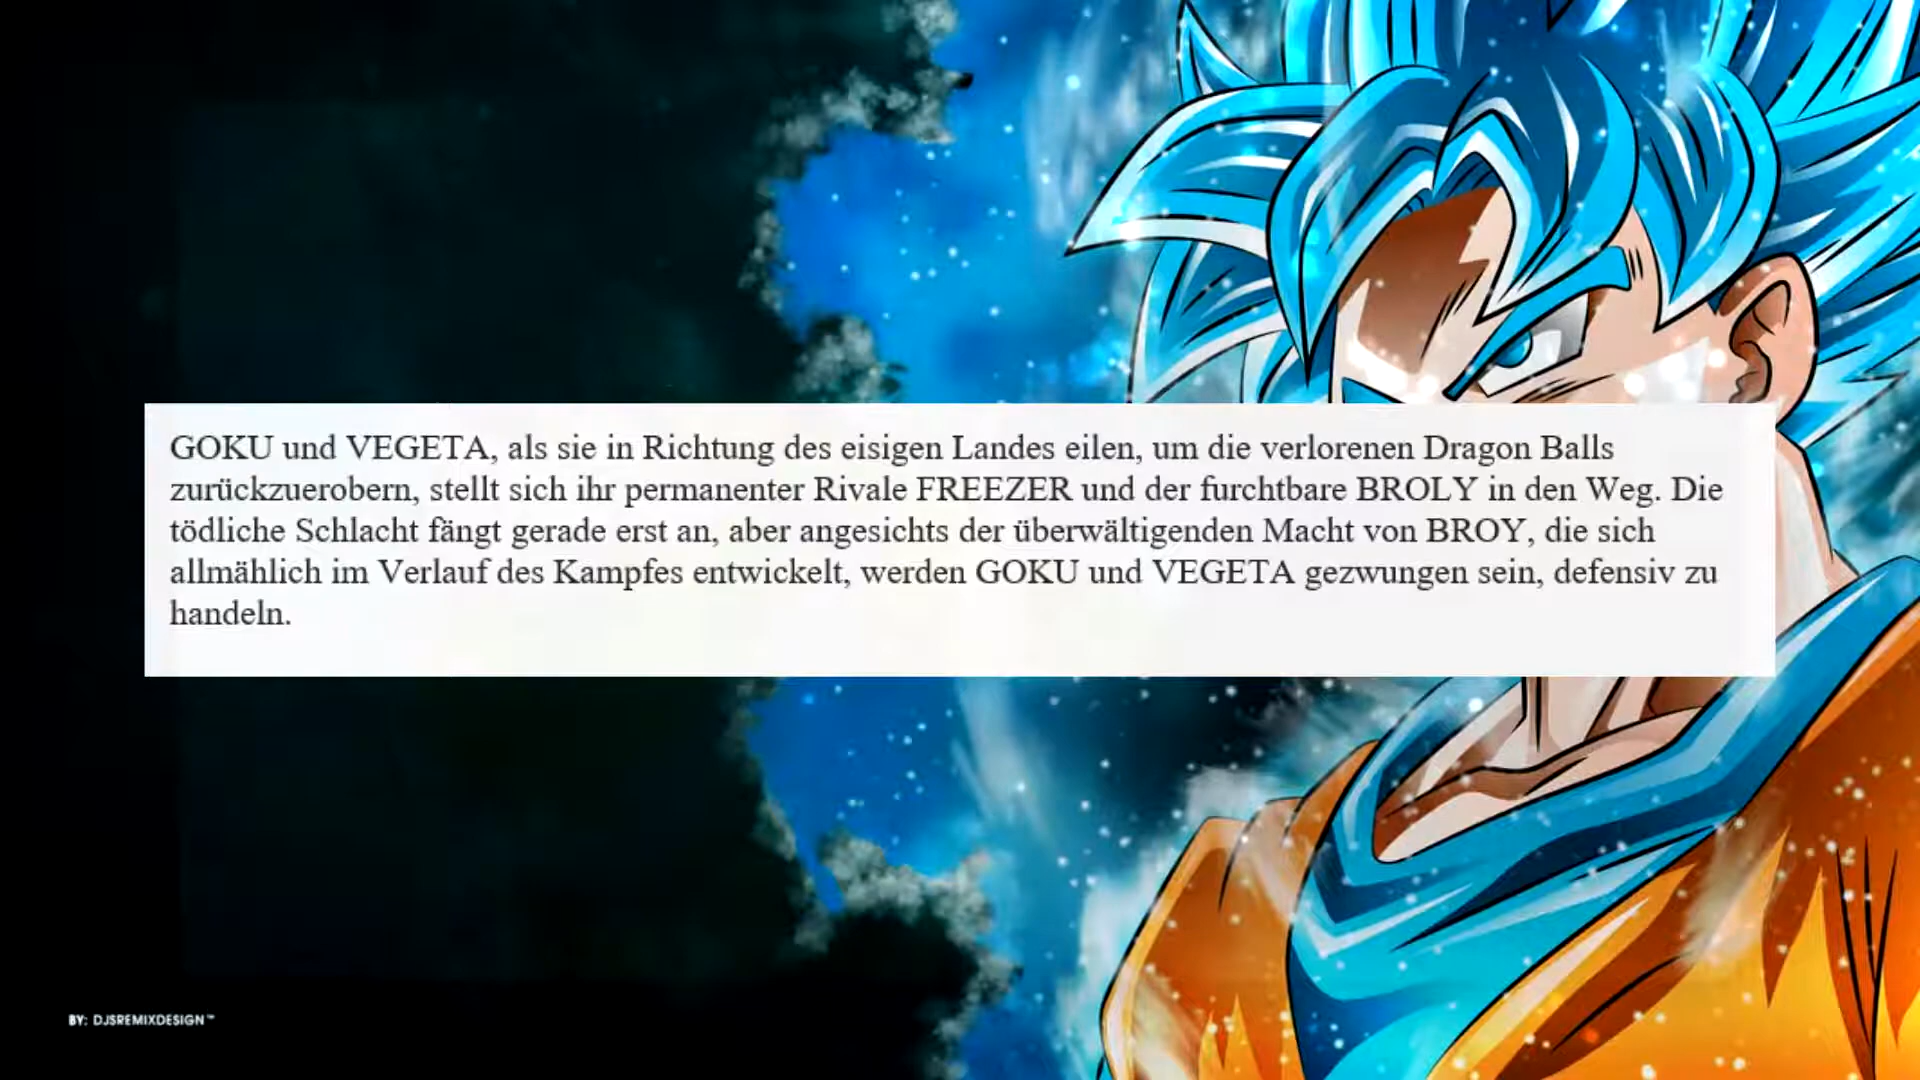 GOKU und VEGETA, als sie in Richtung des eisigen Landes eilen, um die verlorenen Dragon Balls
zurückzuerobern, stellt sich ihr permanenter Rivale FREEZER und der furchtbare BROLY in den Weg. Die
tödliche Schlacht fängt gerade erst an, aber angesichts der überwältigenden Macht von BROY, die sich
allmählich im Verlauf des Kampfes entwickelt, werden GOKU und VEGETA gezwungen sein, defensiv zu
handeln.
BY: DJSREMIXDESIGN™